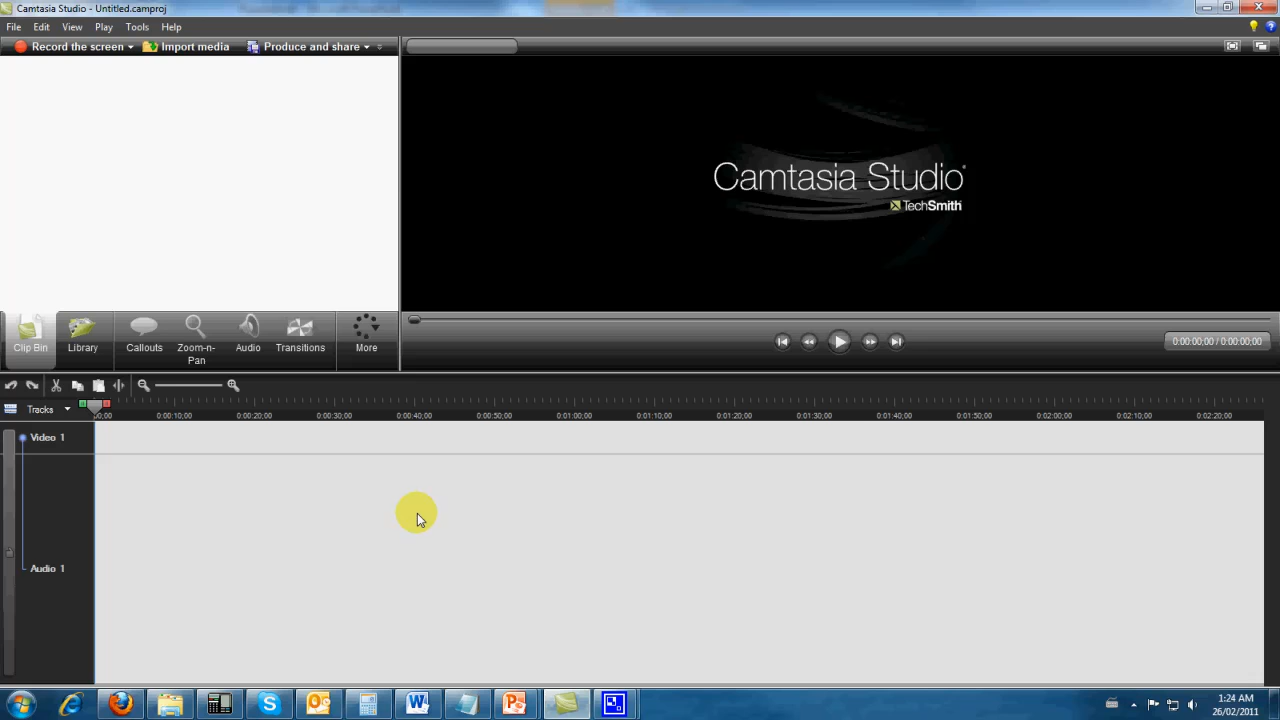 Camtasia Studio - Untitled.camproj
File Edit View Play Tools Help
Record the screen Import media Produce and share
Camtasia Studio®
TechSmith
Clip Bin Library Callouts Zoom-n-Pan Audio Transitions More
0:00:00;00 / 0:00:00;00
Tracks 00;00 0:00:10;00 0:00:20;00 0:00:30;00 0:00:40;00 0:00:50;00 0:01:00;00 0:01:10;00 0:01:20;00 0:01:30;00 0:01:40;00 0:01:50;00 0:02:00;00 0:02:10;00 0:02:20;00
Video 1
Audio 1
1:24 AM
26/02/2011